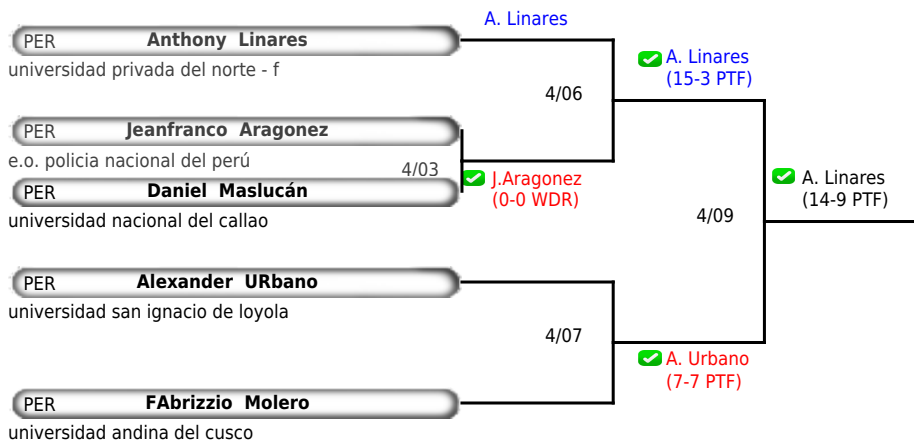 A. Linares
PER Anthony Linares
universidad privada del norte - f
A. Linares
(15-3 PTF)
4/06
PER Jeanfranco Aragonez
e.o. policia nacional del perú
4/03
J.Aragonez
(0-0 WDR)
PER Daniel Maslucán
universidad nacional del callao
A. Linares
(14-9 PTF)
4/09
PER Alexander URbano
universidad san ignacio de loyola
4/07
A. Urbano
(7-7 PTF)
PER FAbrizzio Molero
universidad andina del cusco